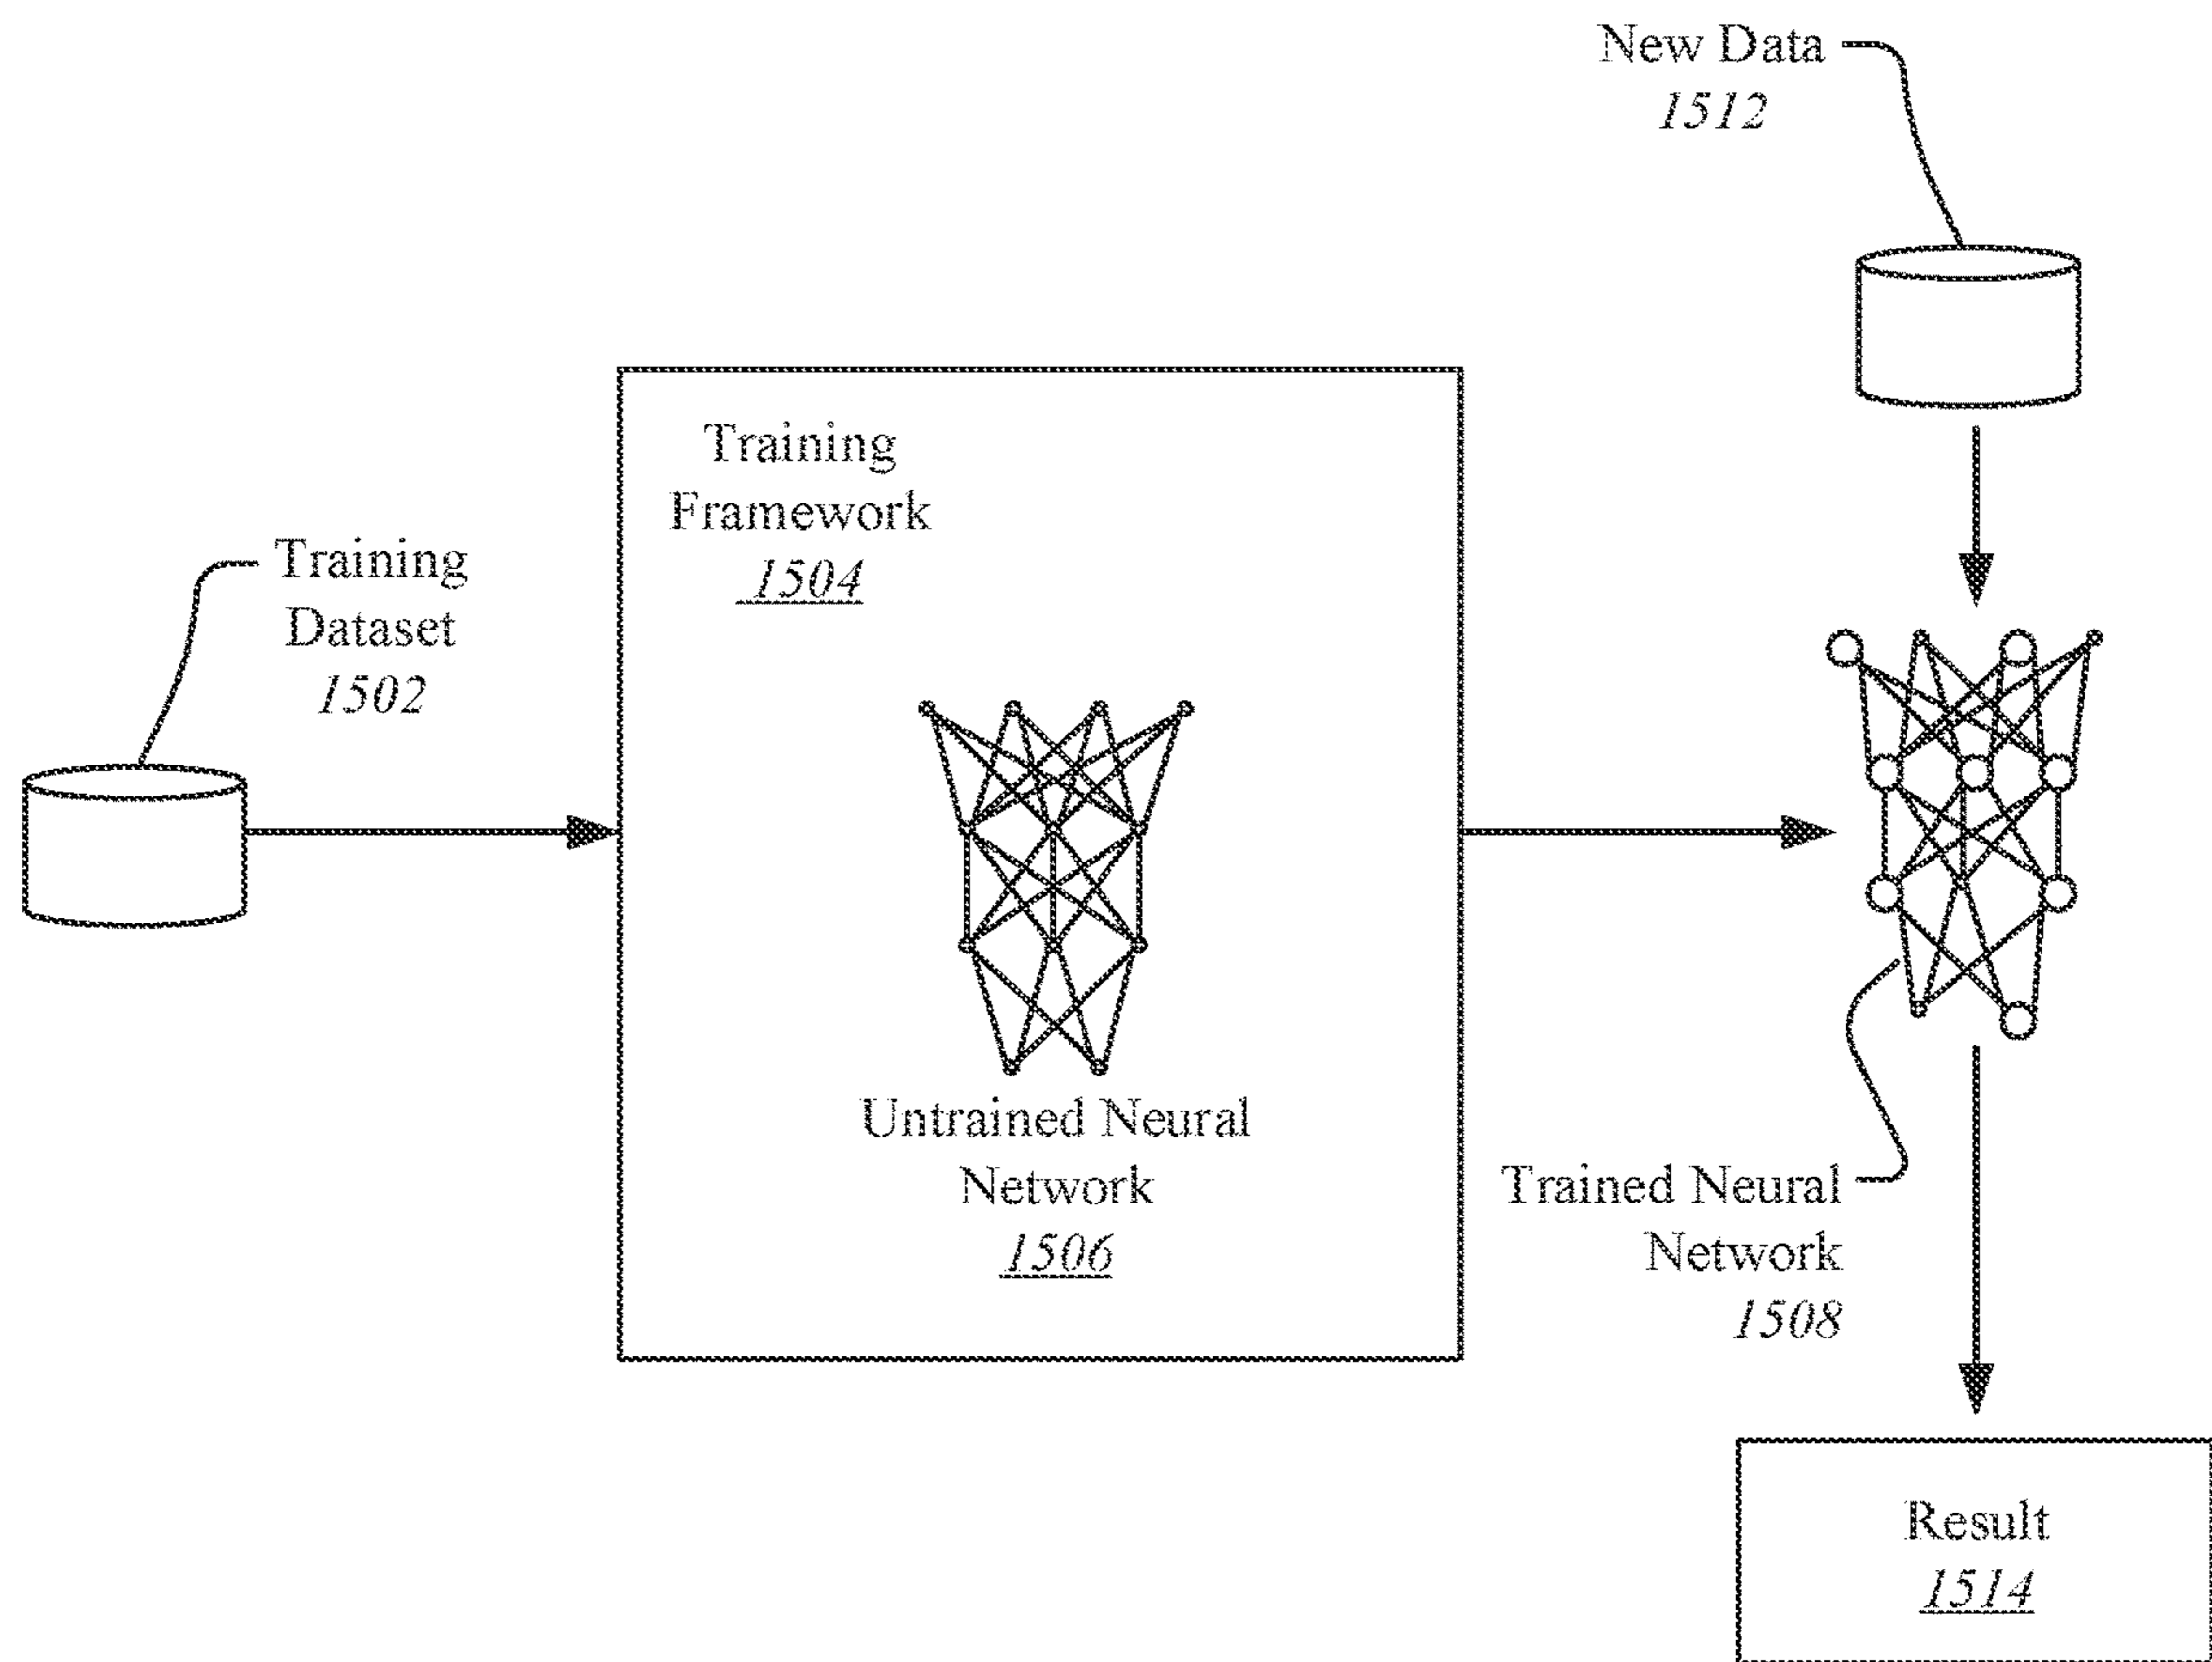 New Data
1512
Training
Framework
1504
Training
Dataset
1502
Untrained Neural
Network
1506
Trained Neural
Network
1508
Result
1514